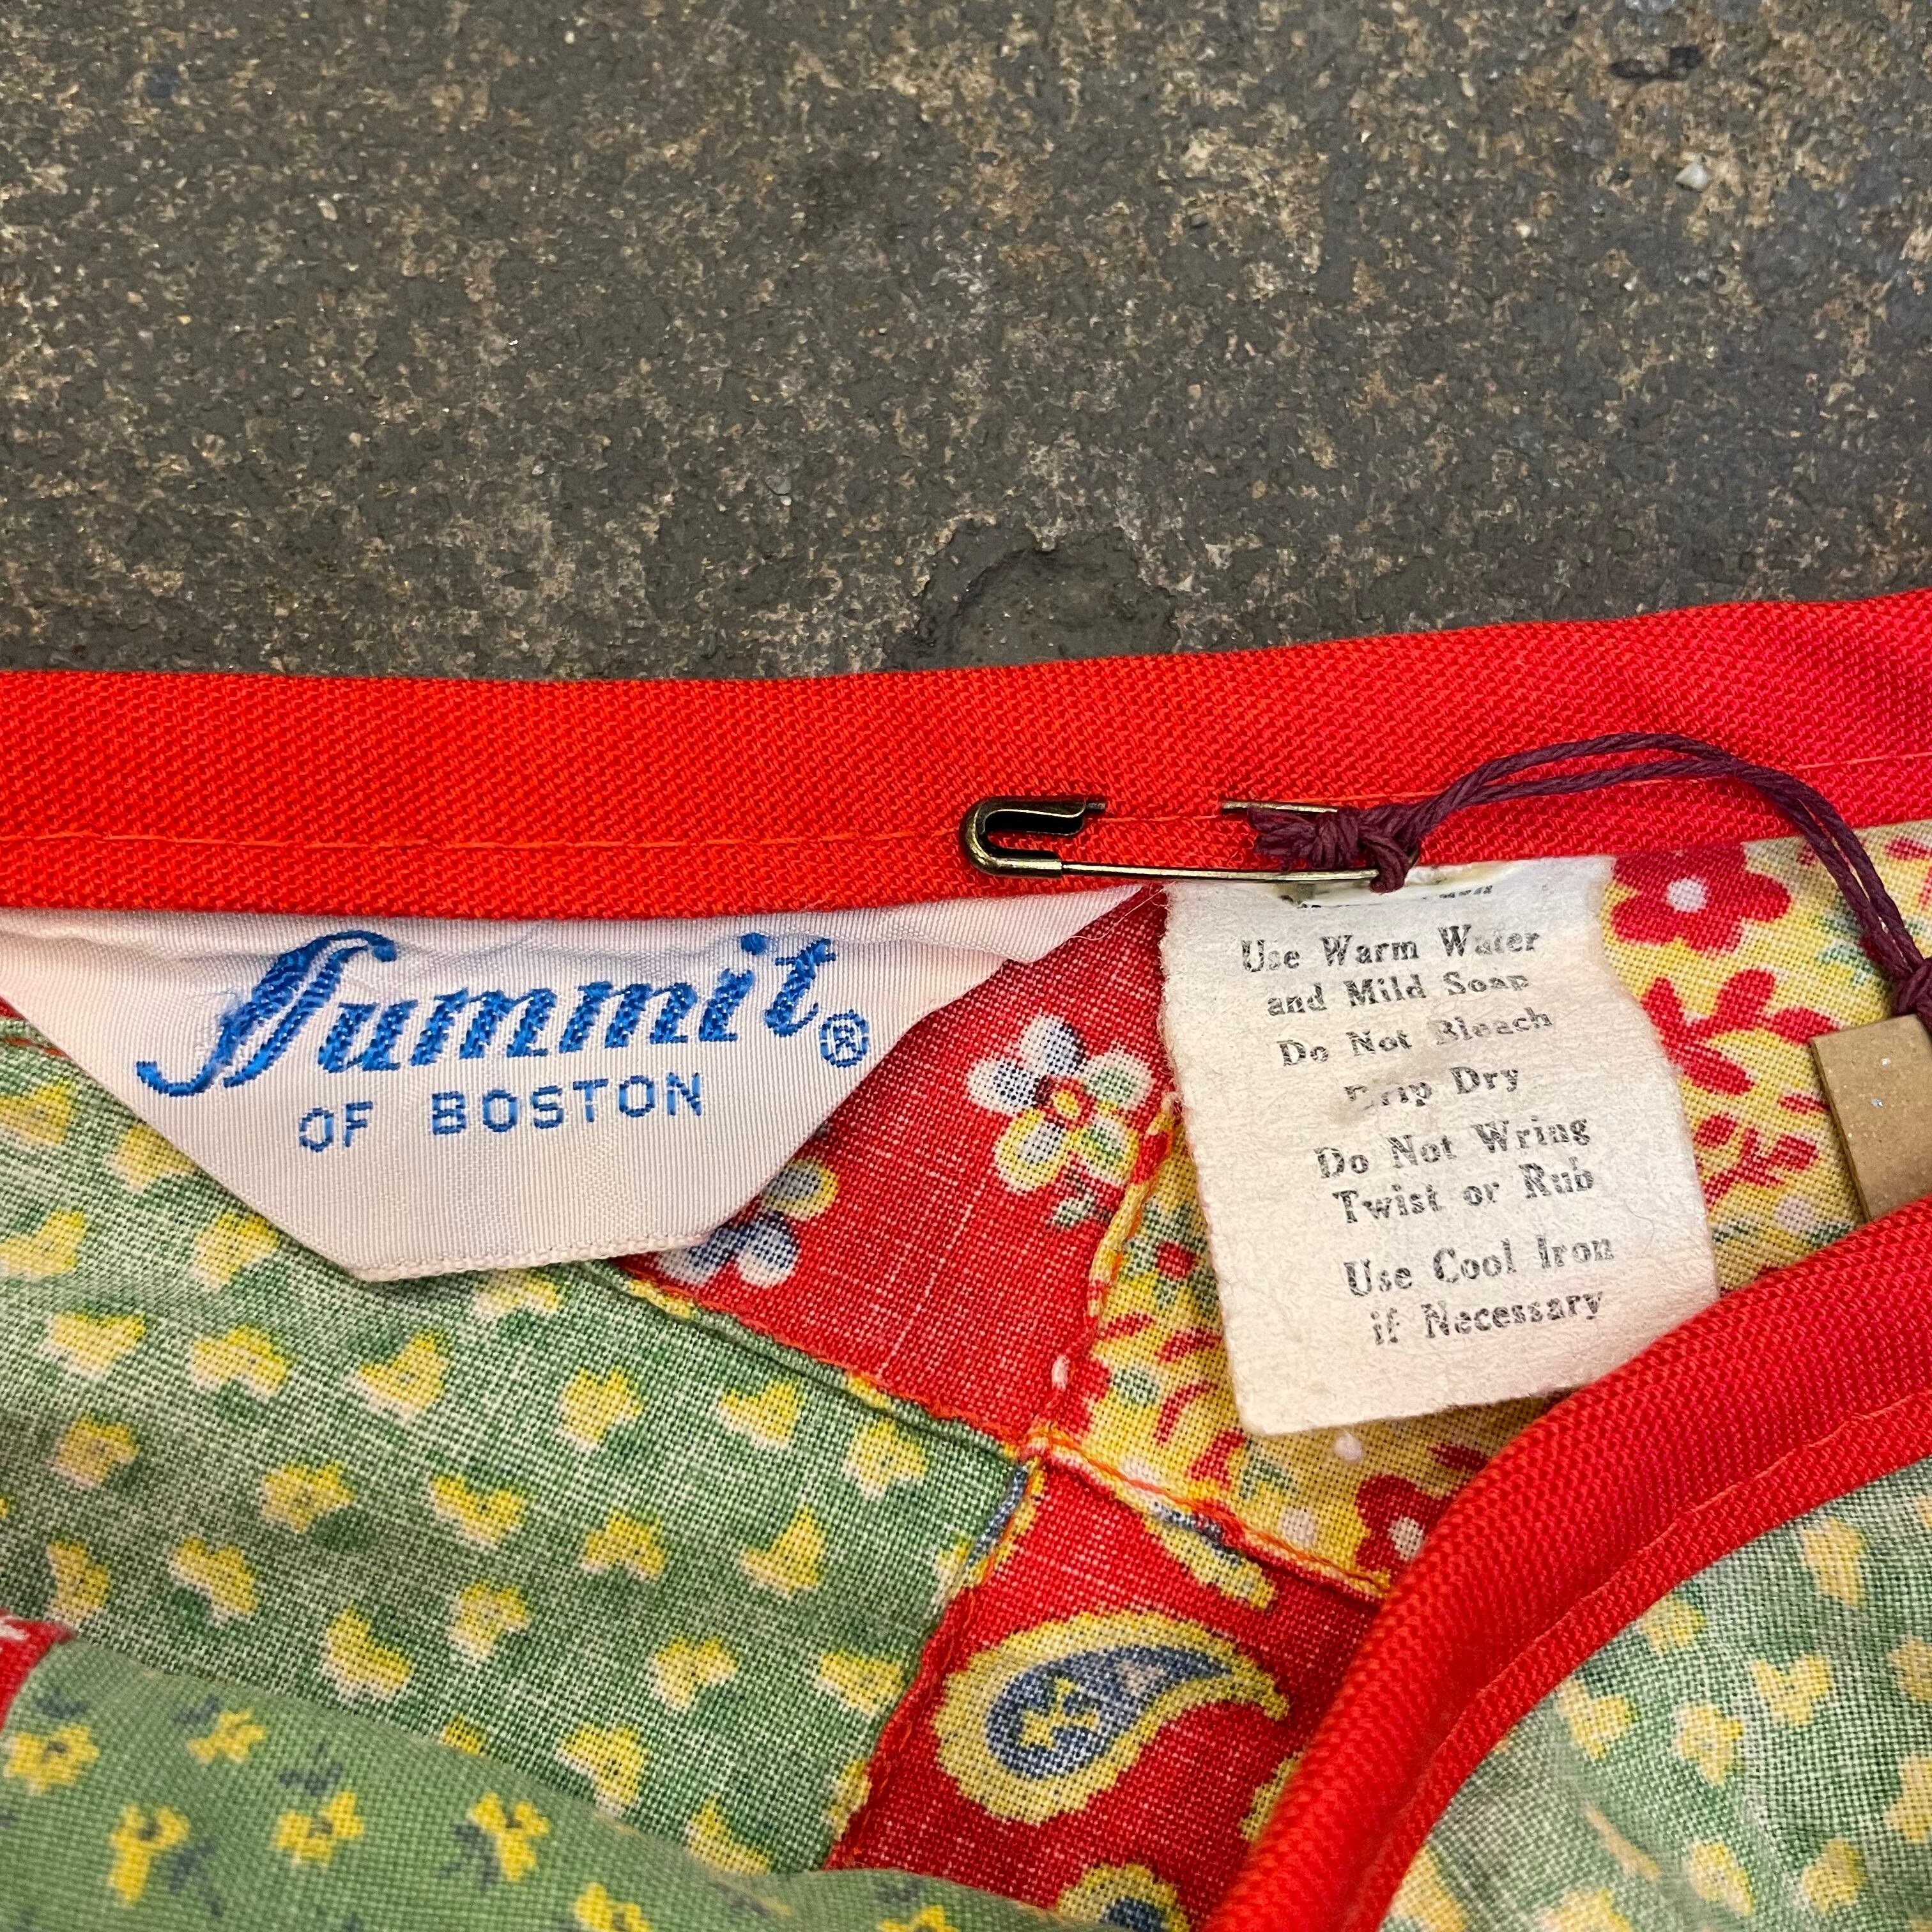 Summit®
OF BOSTON
Use Warm Water
and Mild Soap
Do Not Bleach
Drip Dry
Do Not Wring
Twist or Rub
Use Cool Iron
if Necessary